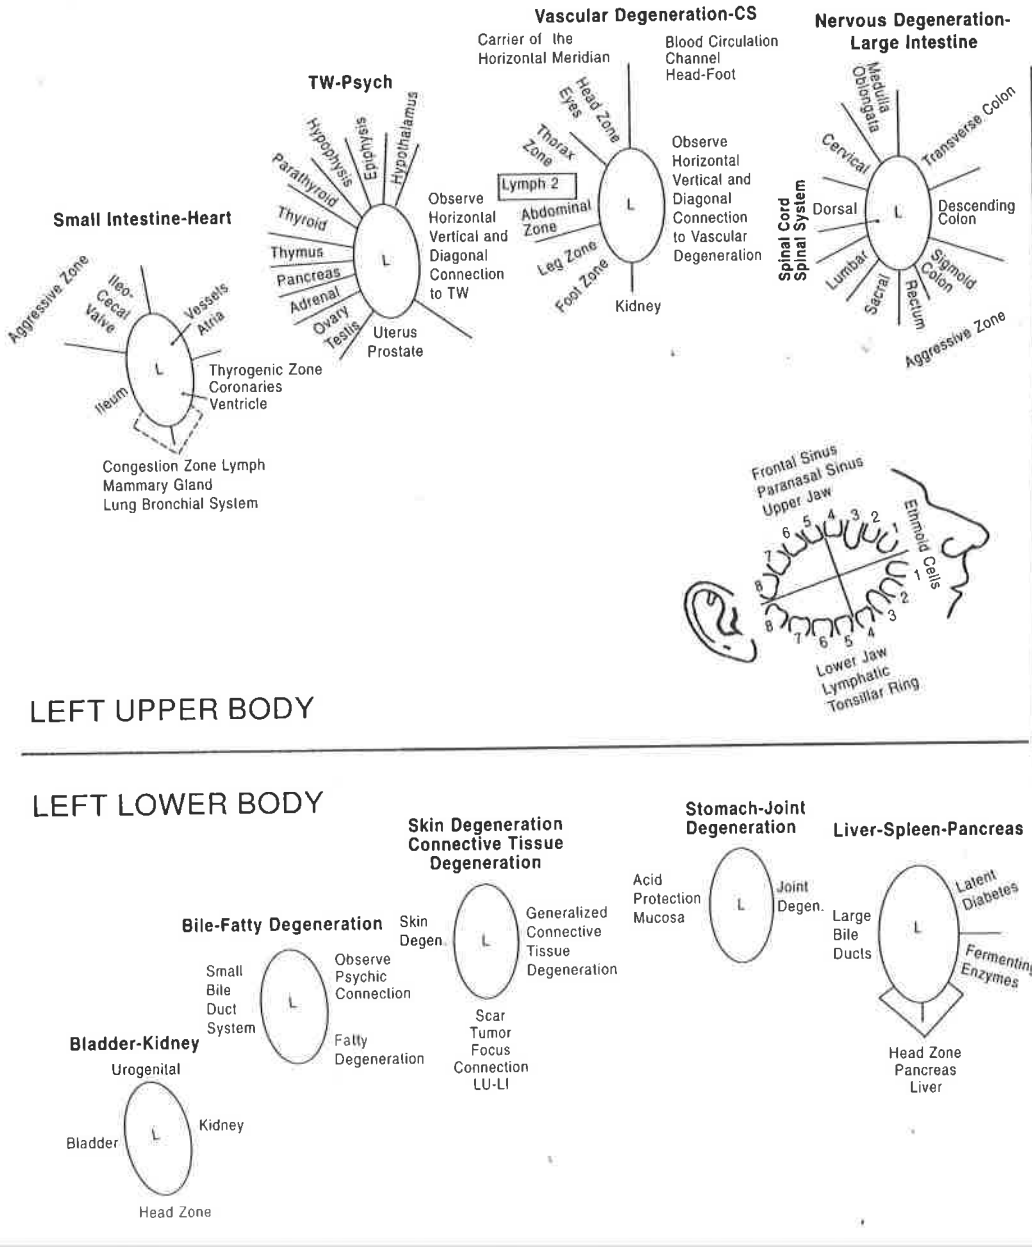 Vascular Degeneration-CS
Carrier of the
Horizontal Meridian
Blood Circulation
Channel
Head-Foot
Head Zone
Eyes
Thorax
Zone
Lymph 2
Abdominal
Zone
Leg Zone
Foot Zone
L
Kidney
Observe
Horizontal
Vertical and
Diagonal
Connection
to Vascular
Degeneration
Nervous Degeneration-
Large Intestine
Medulla
Oblongata
Transverse Colon
Cervical
Spinal Cord
Spinal System
Dorsal
L
Descending
Colon
Lumbar
Sacral
Rectum
Sigmoid
Colon
Aggressive Zone
TW-Psych
Hypophysis
Epiphysis
Hypothalamus
Parathyroid
Thyroid
Thymus
Pancreas
Adrenal
Ovary
Testis
L
Uterus
Prostate
Observe
Horizontal
Vertical and
Diagonal
Connection
to TW
Small Intestine-Heart
Aggressive Zone
Ileo-
Cecal
Valve
Vessels
Atria
L
Ileum
Thyrogenic Zone
Coronaries
Ventricle
Congestion Zone Lymph
Mammary Gland
Lung Bronchial System
Frontal Sinus
Paranasal Sinus
Upper Jaw
8 7 6 5 4 3 2 1
Ethmoid Cells
8 7 6 5 4 3 2 1
Lower Jaw
Lymphatic
Tonsillar Ring
LEFT UPPER BODY
LEFT LOWER BODY
Bladder-Kidney
Urogenital
Bladder
L
Kidney
Head Zone
Bile-Fatty Degeneration
Small
Bile
Duct
System
L
Observe
Psychic
Connection
Fatty
Degeneration
Skin Degeneration
Connective Tissue
Degeneration
Skin
Degen.
L
Generalized
Connective
Tissue
Degeneration
Scar
Tumor
Focus
Connection
LU-LI
Stomach-Joint
Degeneration
Acid
Protection
Mucosa
L
Joint
Degen.
Liver-Spleen-Pancreas
Large
Bile
Ducts
L
Latent
Diabetes
Fermenting
Enzymes
Head Zone
Pancreas
Liver